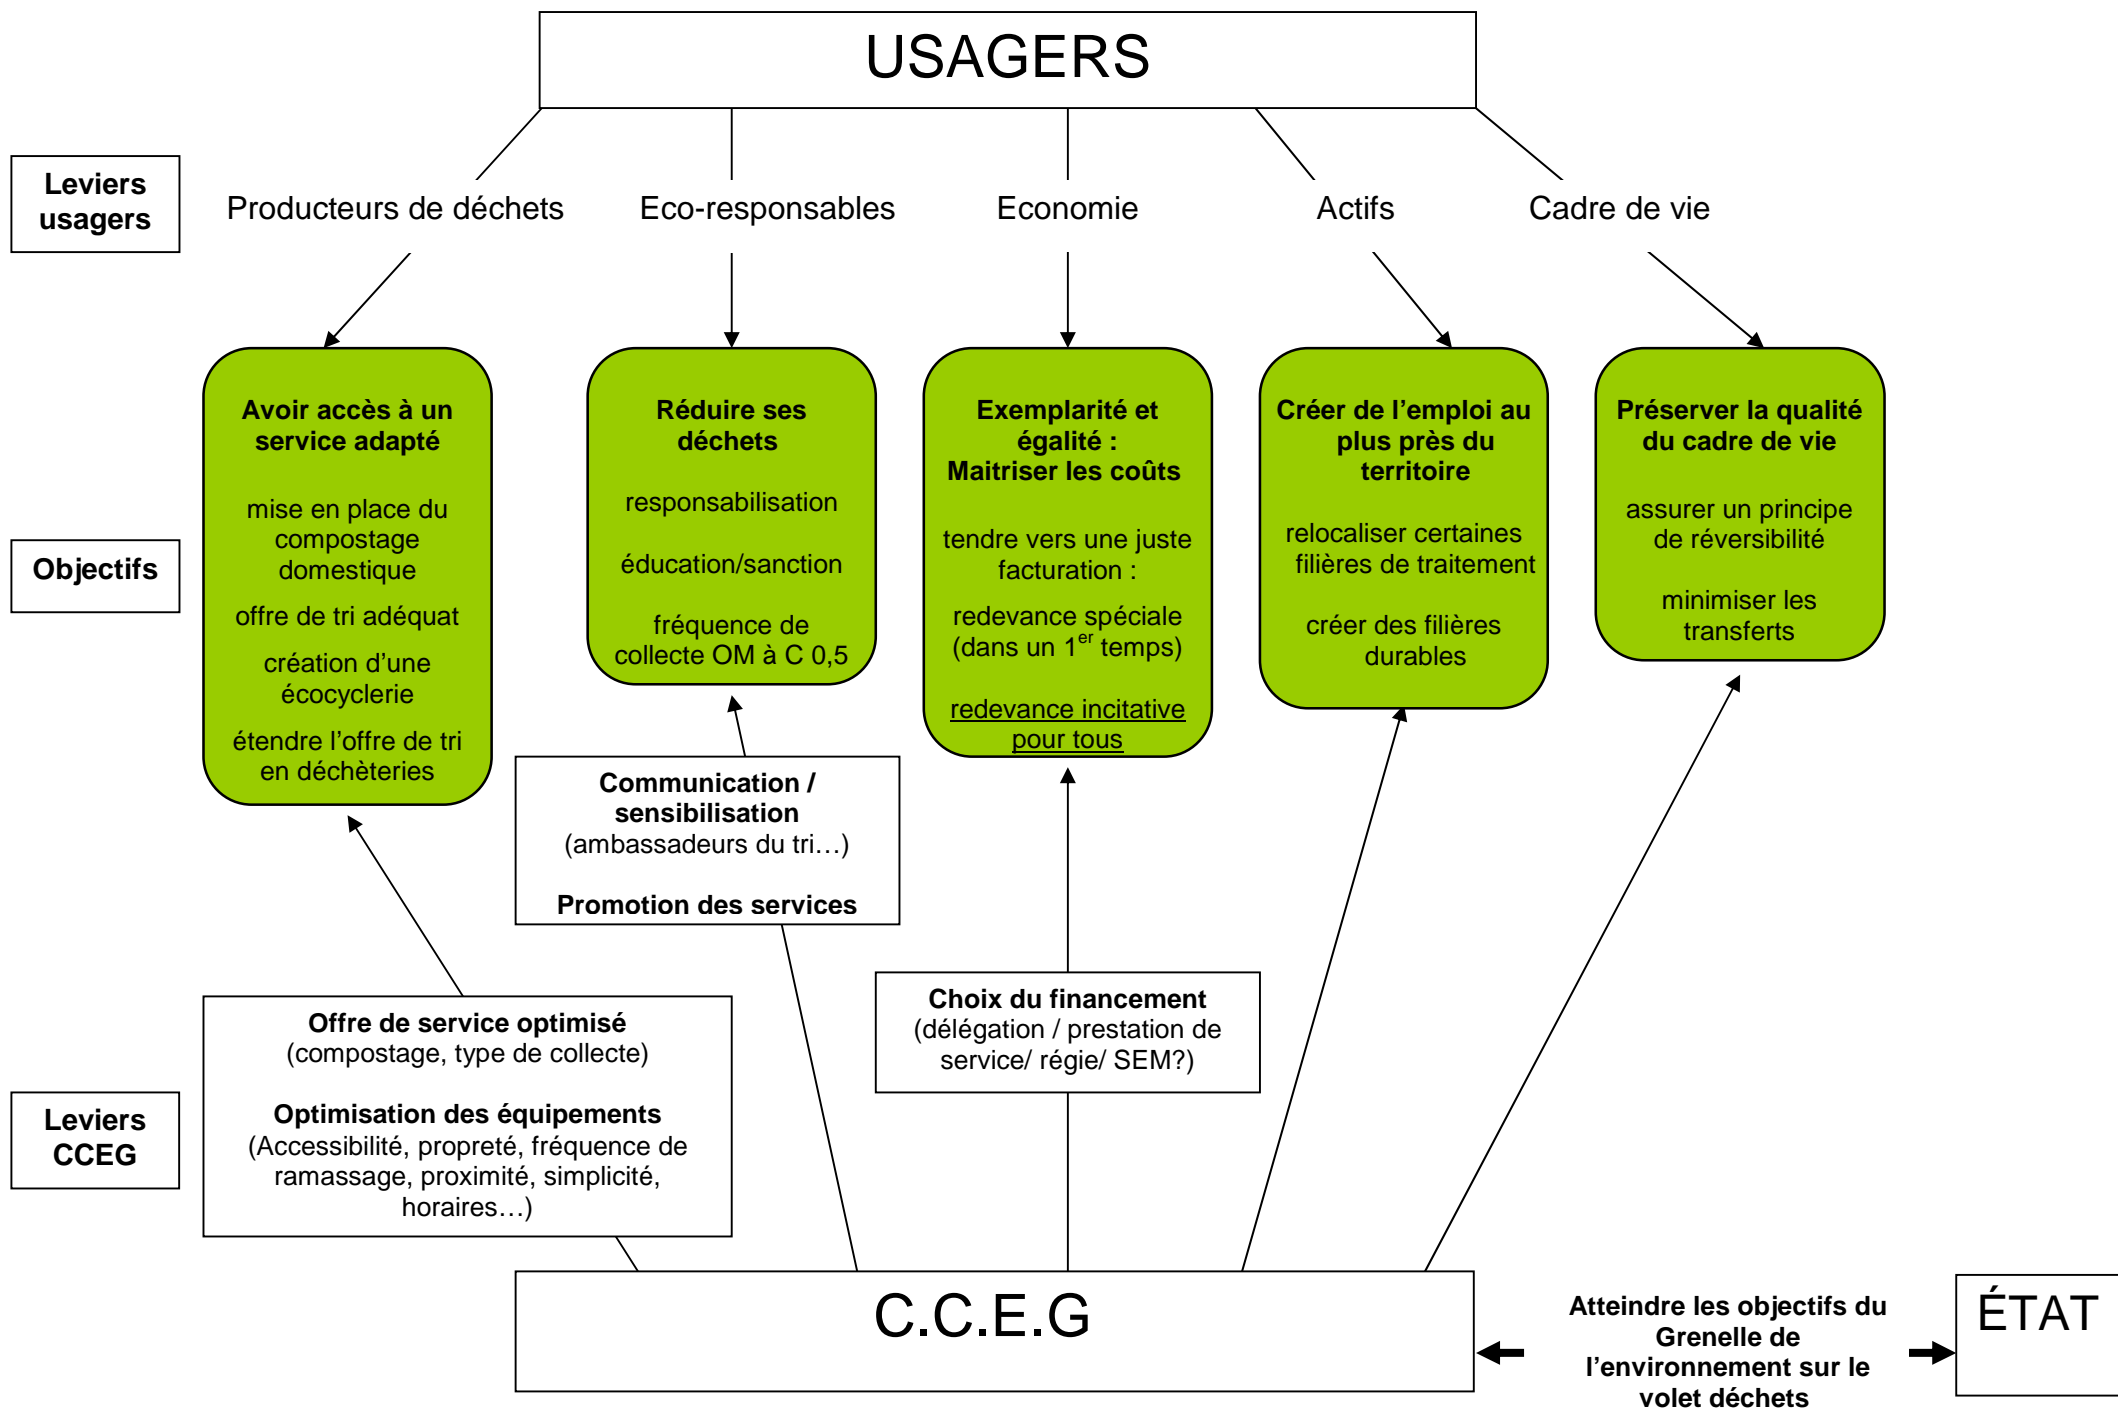 USAGERS
Leviers
usagers
Producteurs de déchets
Eco-responsables
Economie
Actifs
Cadre de vie
Objectifs
Avoir accès à un
service adapté
mise en place du
compostage
domestique
offre de tri adéquat
création d’une
écocyclerie
étendre l’offre de tri
en déchèteries
Réduire ses
déchets
responsabilisation
éducation/sanction
fréquence de
collecte OM à C 0,5
Exemplarité et
égalité :
Maitriser les coûts
tendre vers une juste
facturation :
redevance spéciale
(dans un 1er temps)
redevance incitative
pour tous
Créer de l’emploi au
plus près du
territoire
relocaliser certaines
filières de traitement
créer des filières
durables
Préserver la qualité
du cadre de vie
assurer un principe
de réversibilité
minimiser les
transferts
Communication /
sensibilisation
(ambassadeurs du tri…)
Promotion des services
Leviers
CCEG
Offre de service optimisé
(compostage, type de collecte)
Optimisation des équipements
(Accessibilité, propreté, fréquence de
ramassage, proximité, simplicité,
horaires…)
Choix du financement
(délégation / prestation de
service/ régie/ SEM?)
C.C.E.G
Atteindre les objectifs du
Grenelle de
l’environnement sur le
volet déchets
ÉTAT